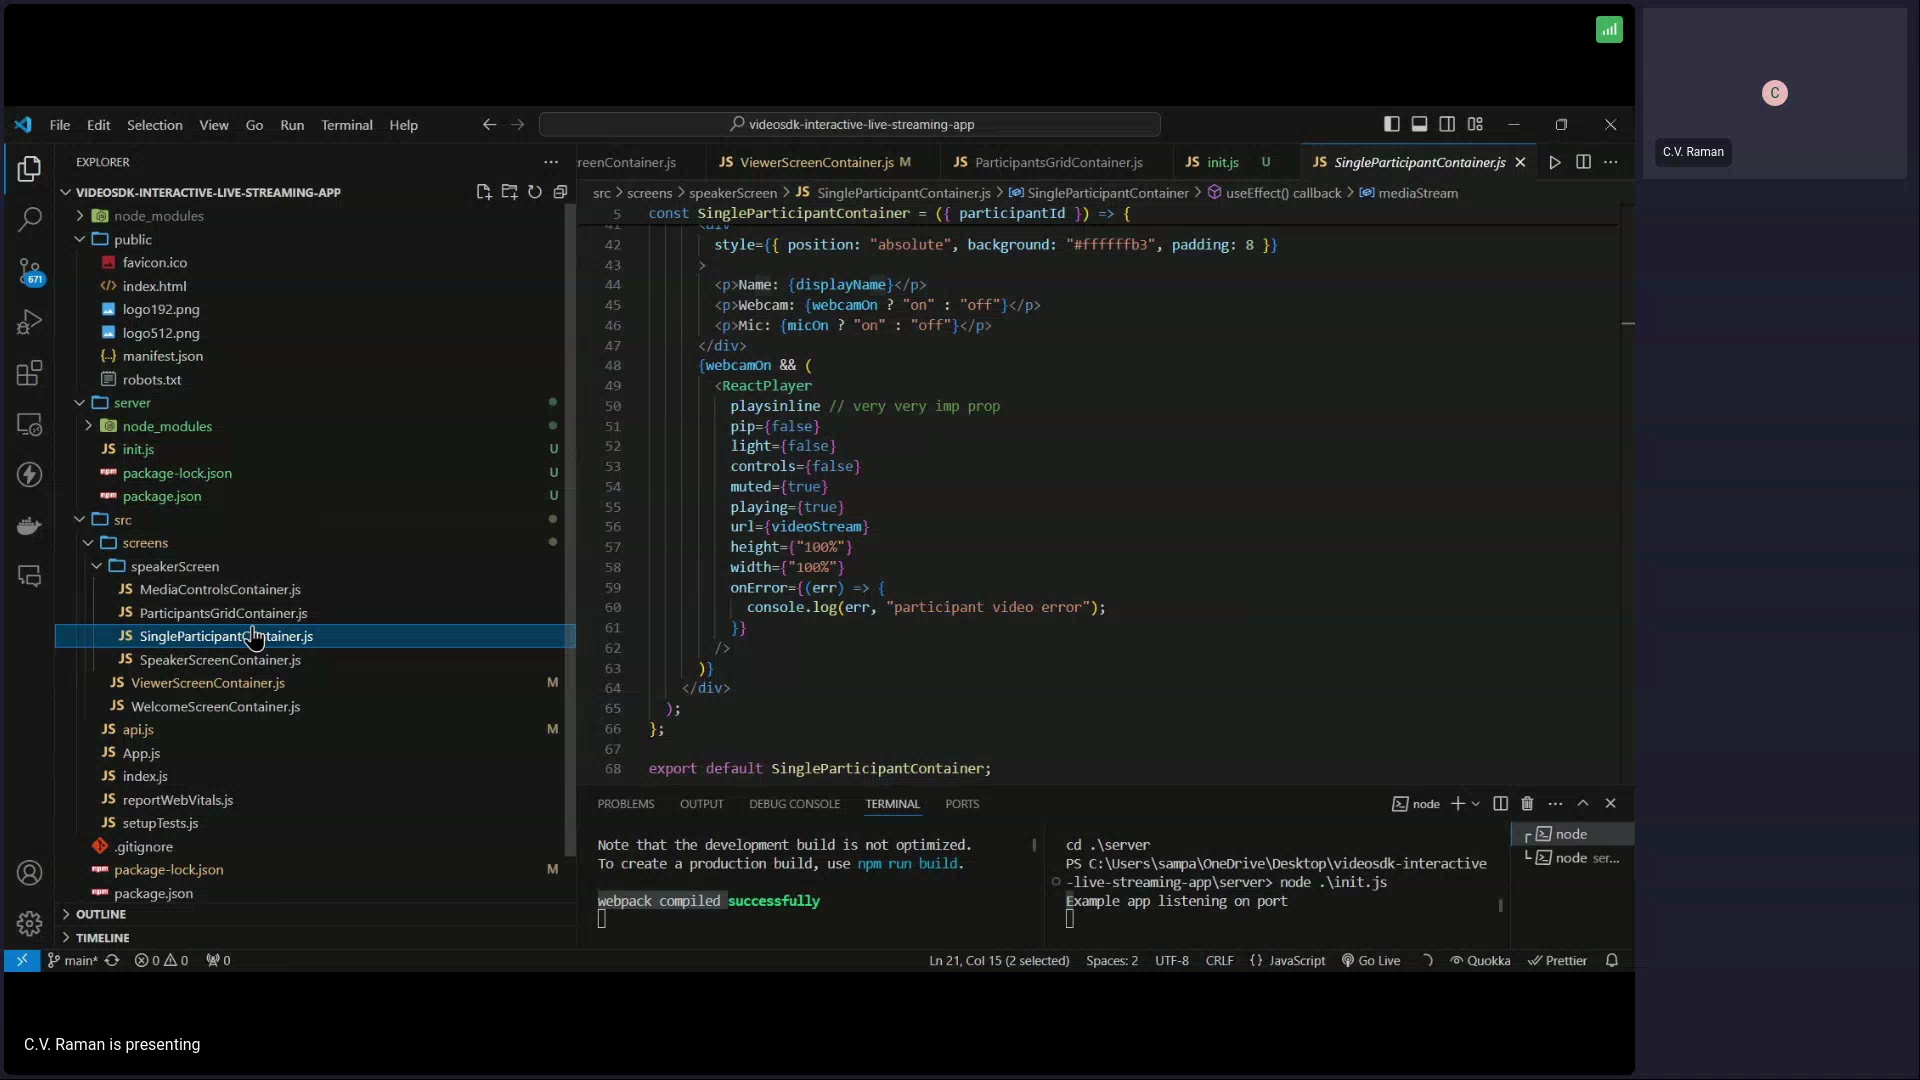 File Edit Selection View Go Run Terminal Help
videosdk-interactive-live-streaming-app
EXPLORER
VIDEOSDK-INTERACTIVE-LIVE-STREAMING-APP
node_modules
public
favicon.ico
index.html
logo192.png
logo512.png
manifest.json
robots.txt
server
node_modules
init.js U
package-lock.json U
package.json U
src
screens
speakerScreen
MediaControlsContainer.js
ParticipantsGridContainer.js
SpeakerScreenContainer.js
ViewerScreenContainer.js M
WelcomeScreenContainer.js
api.js M
App.js
index.js
reportWebVitals.js
setupTests.js
.gitignore
package-lock.json M
package.json
OUTLINE
TIMELINE
671
reenContainer.js JS ViewerScreenContainer.js M JS ParticipantsGridContainer.js JS init.js U JS SingleParticipantContainer.js
src > screens > speakerScreen > JS SingleParticipantContainer.js > SingleParticipantContainer > useEffect() callback > mediaStream
5 const SingleParticipantContainer = ({ participantId }) => {
41 <div
42 style={{ position: "absolute", background: "#ffffffb3", padding: 8 }}
43 >
44 <p>Name: {displayName}</p>
45 <p>Webcam: {webcamOn ? "on" : "off"}</p>
46 <p>Mic: {micOn ? "on" : "off"}</p>
47 </div>
48 {webcamOn && (
49 <ReactPlayer
50 playsinline // very very imp prop
51 pip={false}
52 light={false}
53 controls={false}
54 muted={true}
55 playing={true}
56 url={videoStream}
57 height={"100%"}
58 width={"100%"}
59 onError={(err) => {
60 console.log(err, "participant video error");
61 }}
62 />
63 )}
64 </div>
65 );
66 };
67
68 export default SingleParticipantContainer;
PROBLEMS OUTPUT DEBUG CONSOLE TERMINAL PORTS
node
Note that the development build is not optimized.
To create a production build, use npm run build.
webpack compiled successfully
cd .\server
PS C:\Users\sampa\OneDrive\Desktop\videosdk-interactive
-live-streaming-app\server> node .\init.js
Example app listening on port
node
node ser...
main* 0 0 0
Ln 21, Col 15 (2 selected) Spaces: 2 UTF-8 CRLF {} JavaScript Go Live Quokka Prettier
C
C.V. Raman
C.V. Raman is presenting